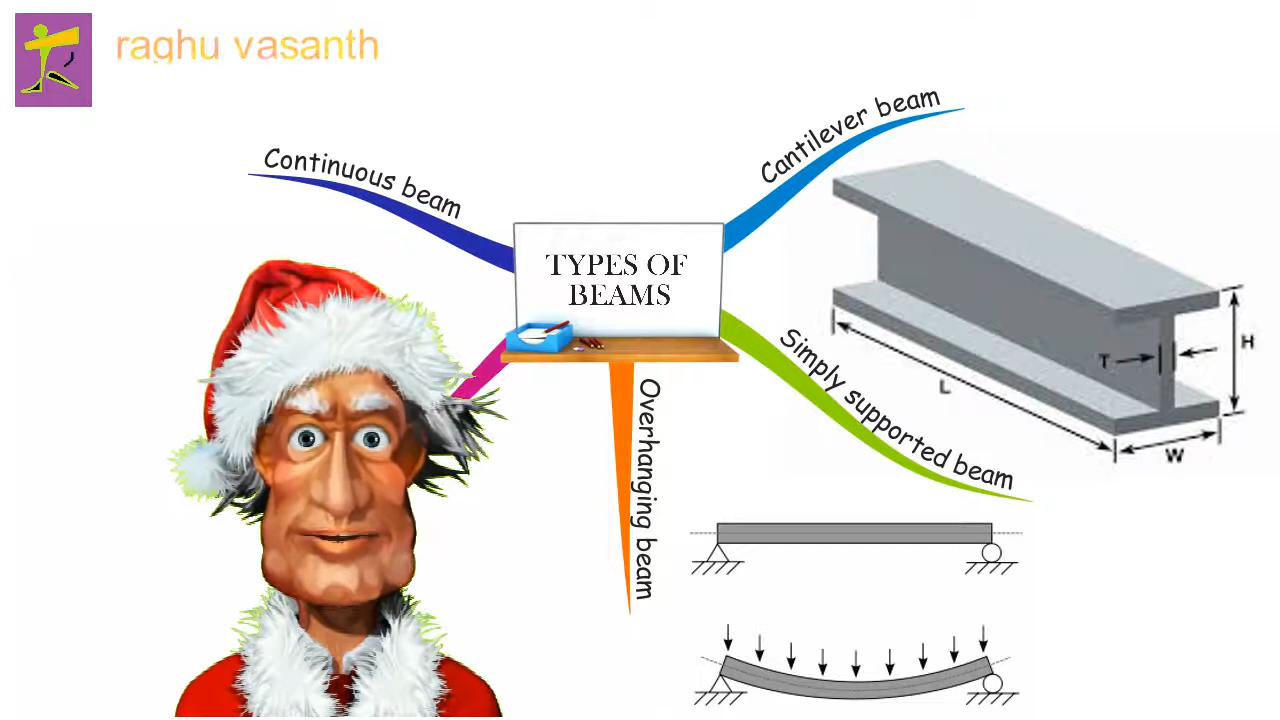 raghu vasanth
Continuous beam
Cantilever beam
TYPES OF
BEAMS
Simply supported beam
Overhanging beam
T
H
L
W